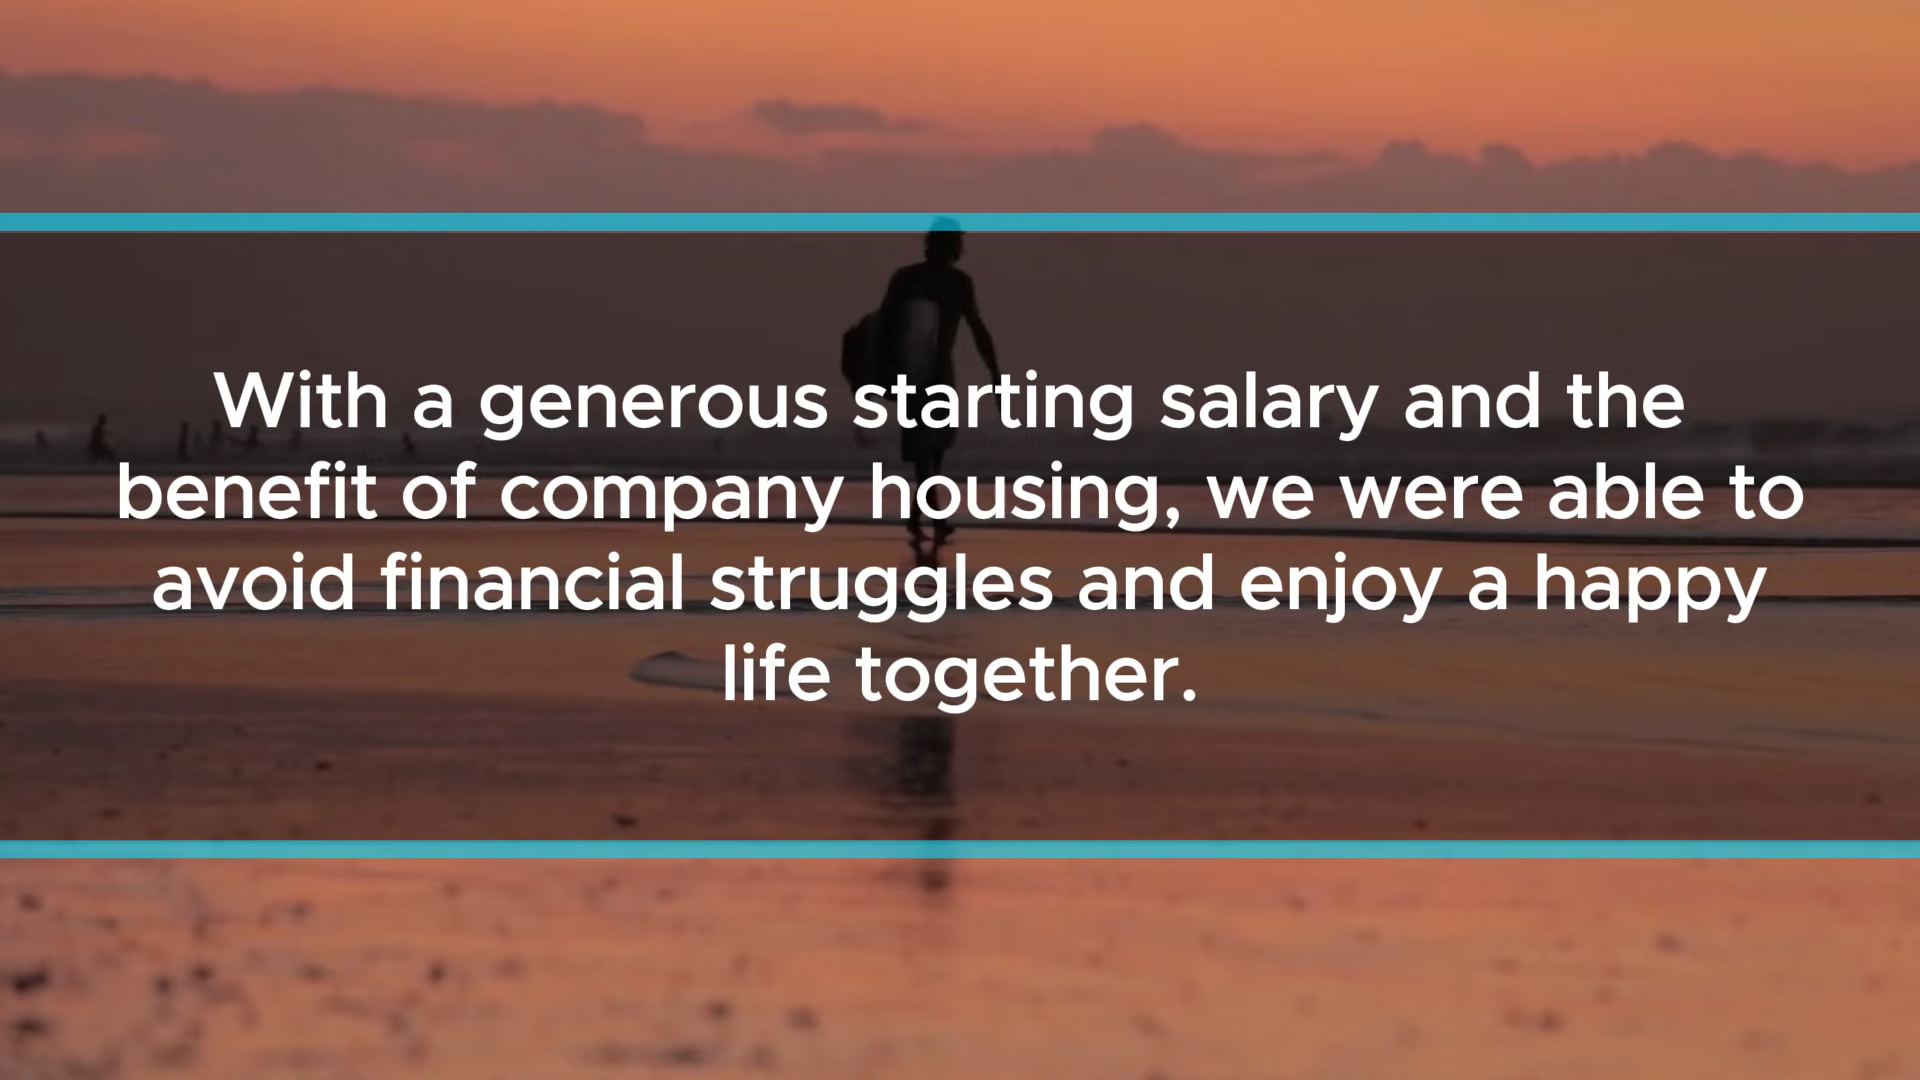 With a generous starting salary and the
benefit of company housing, we were able to
avoid financial struggles and enjoy a happy
life together.